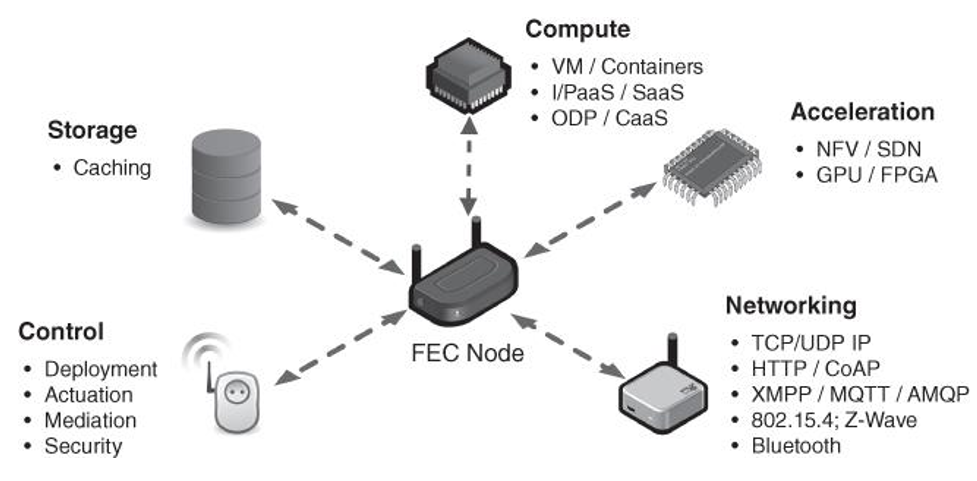 Compute
• VM / Containers
• I/PaaS / SaaS
• ODP / CaaS
Acceleration
• NFV / SDN
• GPU / FPGA
Storage
• Caching
FEC Node
Control
• Deployment
• Actuation
• Mediation
• Security
Networking
• TCP/UDP IP
• HTTP / CoAP
• XMPP / MQTT / AMQP
• 802.15.4; Z-Wave
• Bluetooth